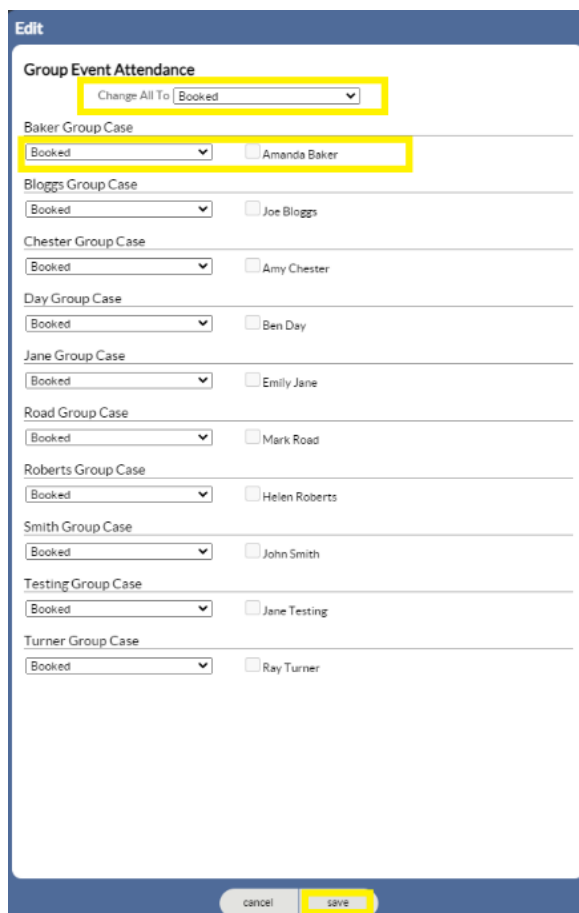 Edit
Group Event Attendance
Change All To Booked
Baker Group Case
Booked Amanda Baker
Bloggs Group Case
Booked Joe Bloggs
Chester Group Case
Booked Amy Chester
Day Group Case
Booked Ben Day
Jane Group Case
Booked Emily Jane
Road Group Case
Booked Mark Road
Roberts Group Case
Booked Helen Roberts
Smith Group Case
Booked John Smith
Testing Group Case
Booked Jane Testing
Turner Group Case
Booked Ray Turner
cancel save